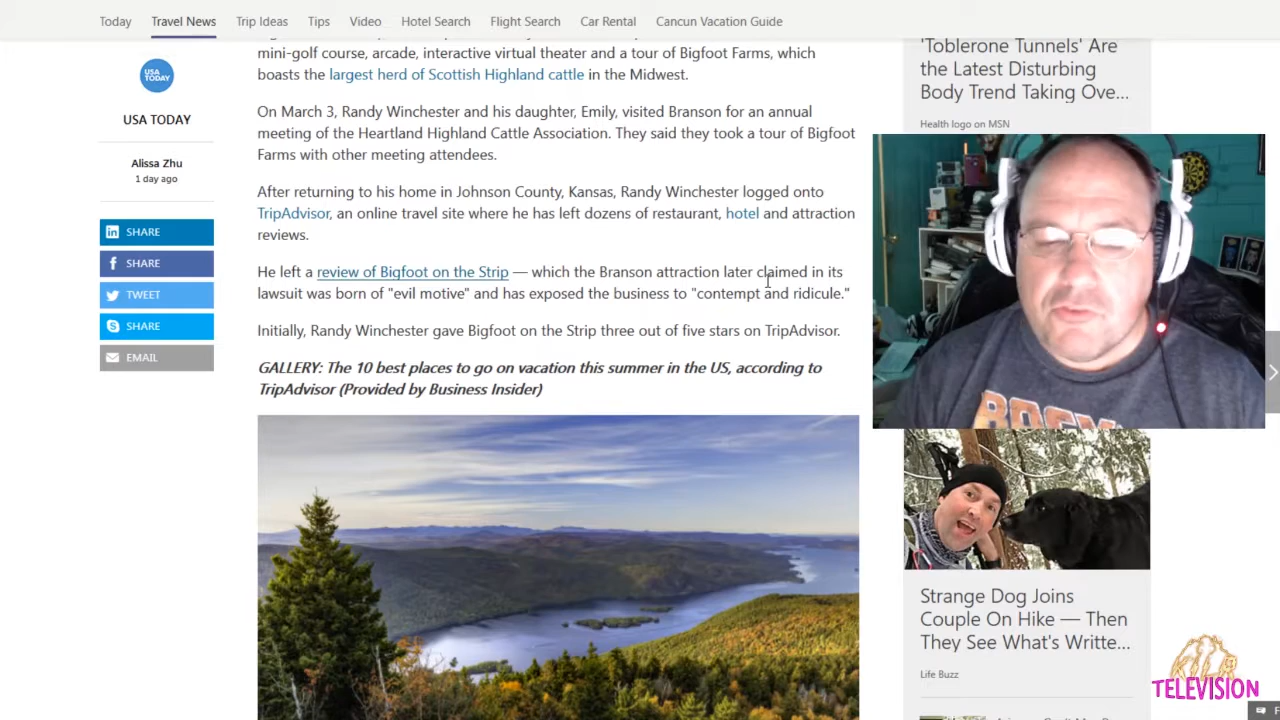 Today Travel News Trip Ideas Tips Video Hotel Search Flight Search Car Rental Cancun Vacation Guide
USA
TODAY
USA TODAY
Alissa Zhu
1 day ago
SHARE
SHARE
TWEET
SHARE
EMAIL
mini-golf course, arcade, interactive virtual theater and a tour of Bigfoot Farms, which
boasts the largest herd of Scottish Highland cattle in the Midwest.
On March 3, Randy Winchester and his daughter, Emily, visited Branson for an annual
meeting of the Heartland Highland Cattle Association. They said they took a tour of Bigfoot
Farms with other meeting attendees.
After returning to his home in Johnson County, Kansas, Randy Winchester logged onto
TripAdvisor, an online travel site where he has left dozens of restaurant, hotel and attraction
reviews.
He left a review of Bigfoot on the Strip — which the Branson attraction later claimed in its
lawsuit was born of "evil motive" and has exposed the business to "contempt and ridicule."
Initially, Randy Winchester gave Bigfoot on the Strip three out of five stars on TripAdvisor.
GALLERY: The 10 best places to go on vacation this summer in the US, according to
TripAdvisor (Provided by Business Insider)
'Toblerone Tunnels' Are
the Latest Disturbing
Body Trend Taking Ove...
Health logo on MSN
Strange Dog Joins
Couple On Hike — Then
They See What's Writte...
Life Buzz
TELEVISION